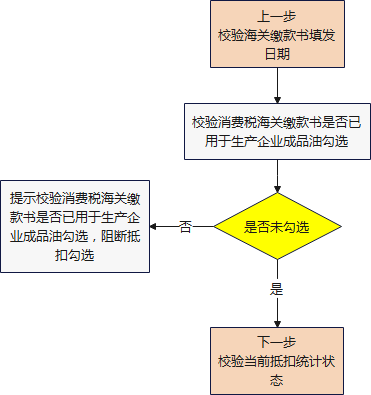 上一步
校验海关缴款书填发
日期
校验消费税海关缴款书是否已
用于生产企业成品油勾选
提示校验消费税海关缴
款书是否已用于生产企
业成品油勾选，阻断抵
扣勾选
否
是否未勾选
是
下一步
校验当前抵扣统计状
态